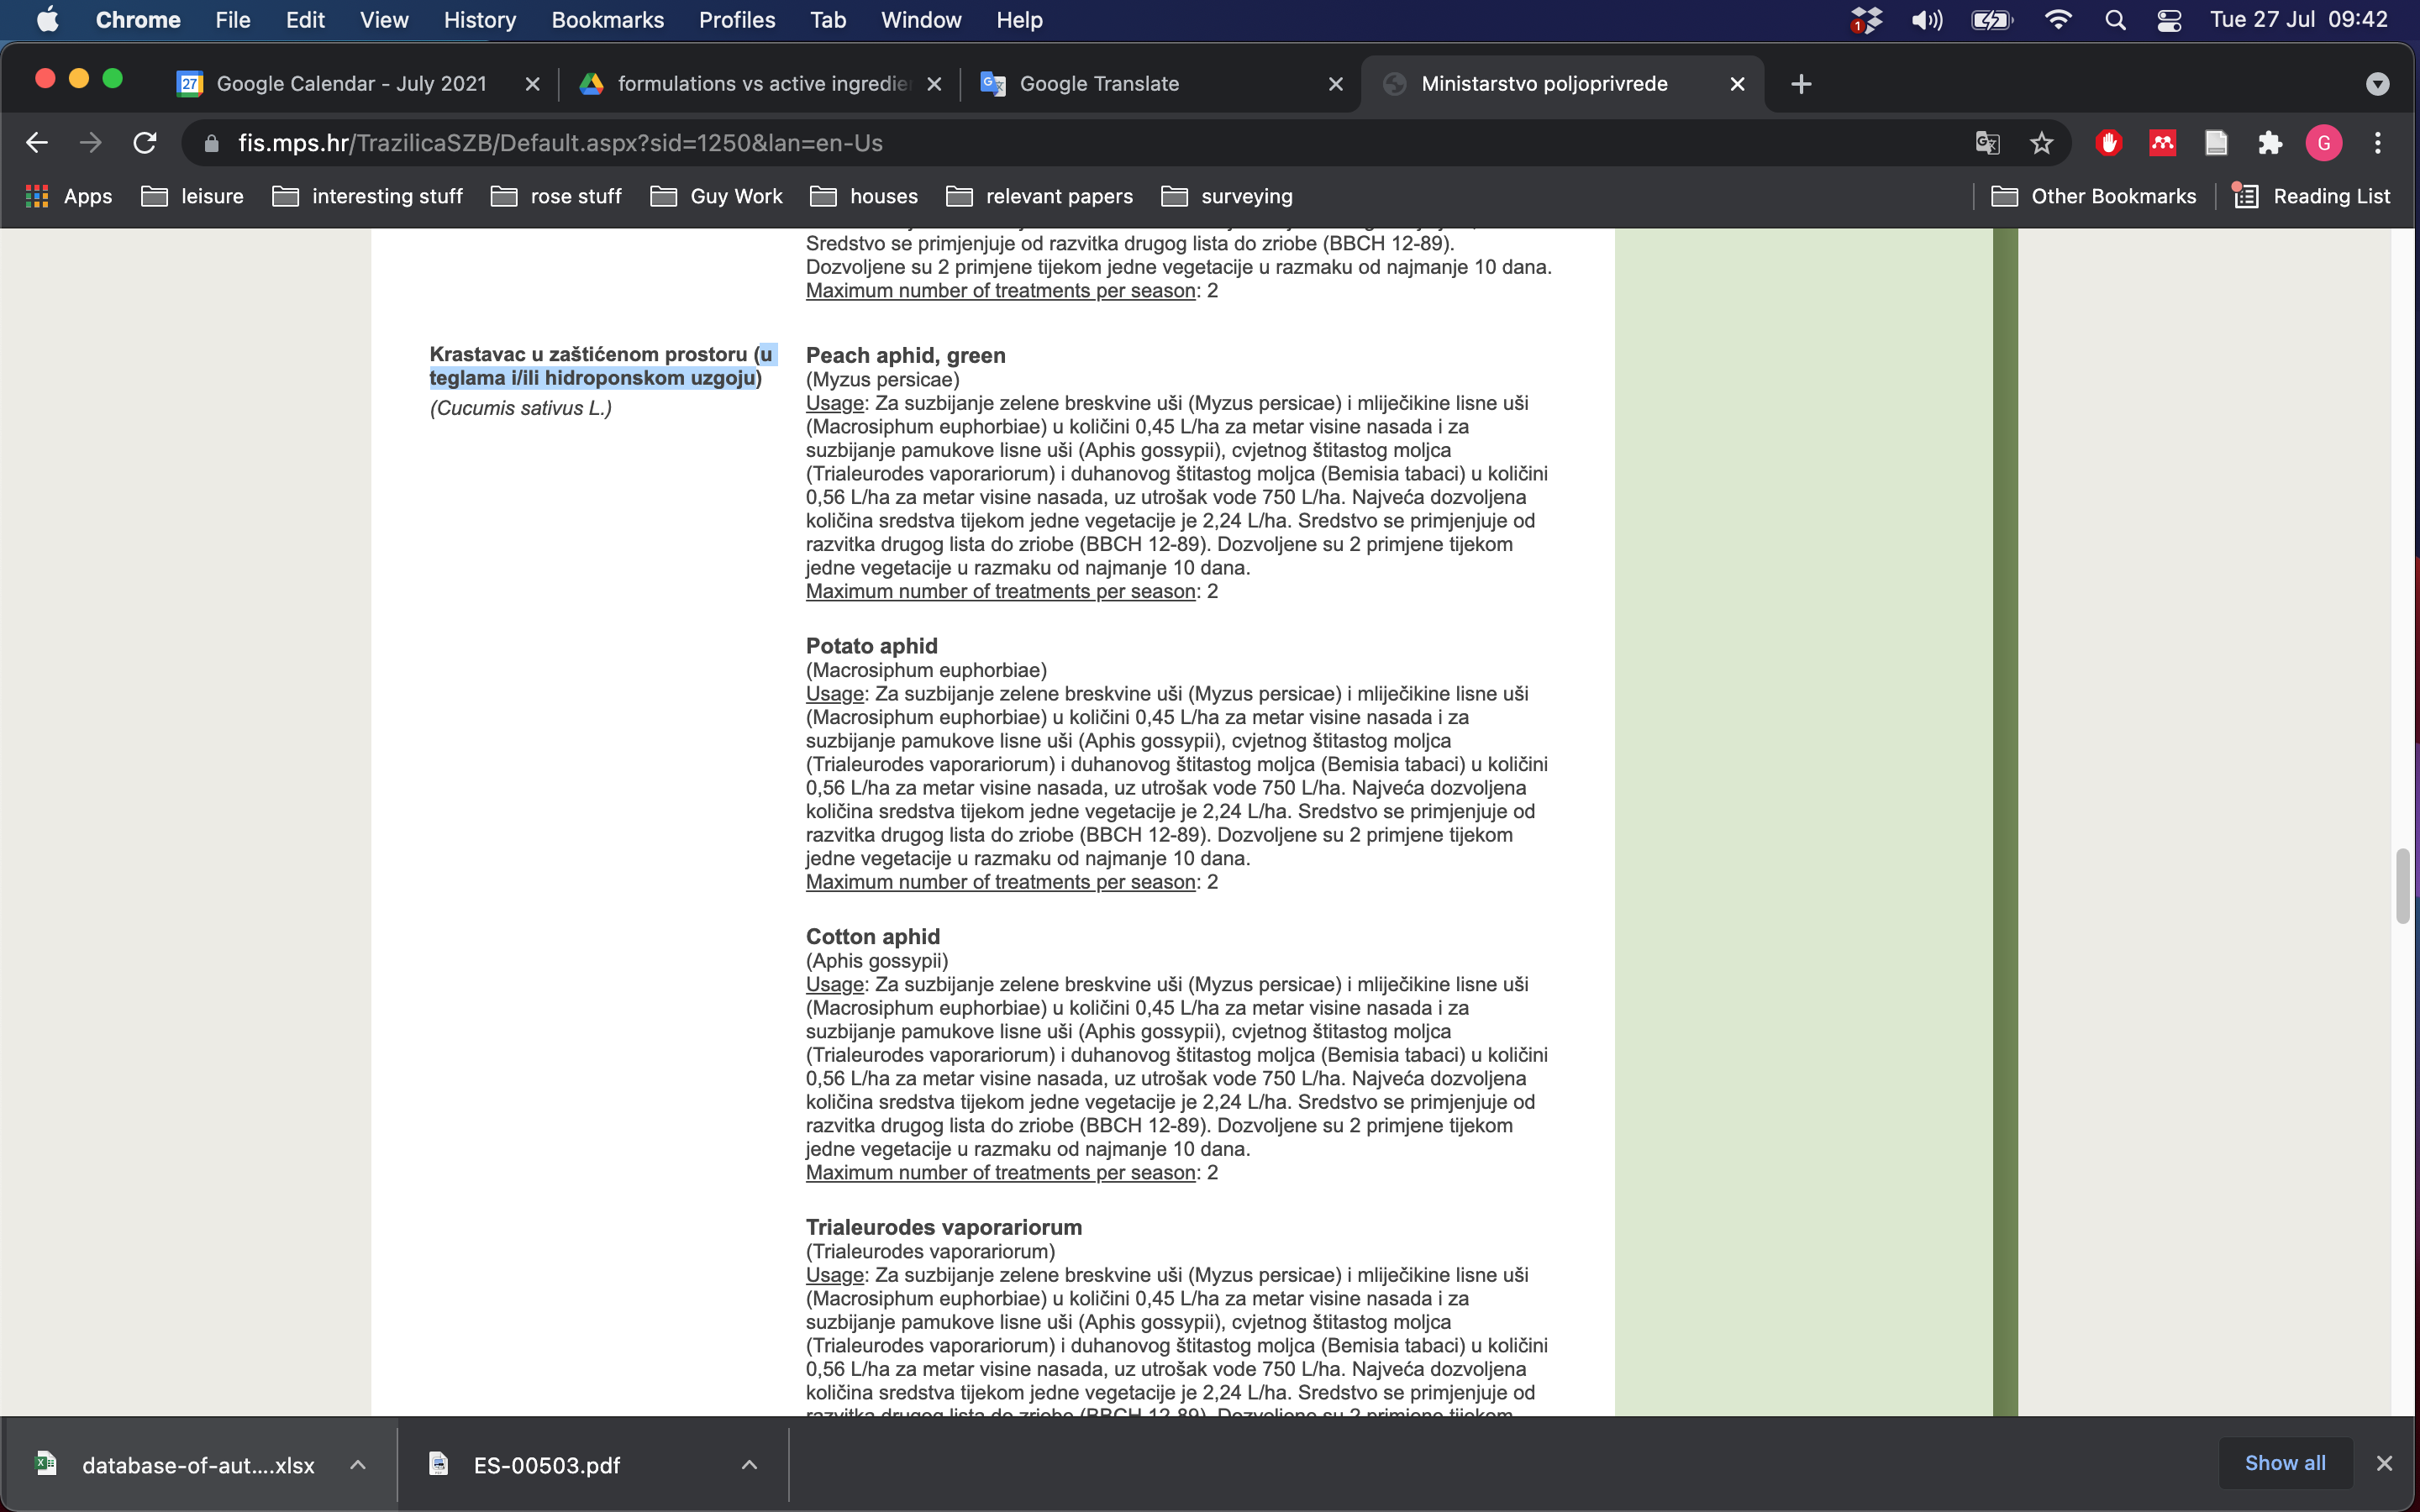 Chrome File Edit View History Bookmarks Profiles Tab Window Help
1
Tue 27 Jul 09:42
27 Google Calendar - July 2021
formulations vs active ingredie
Google Translate
Ministarstvo poljoprivrede
fis.mps.hr/TrazilicaSZB/Default.aspx?sid=1250&lan=en-Us
G
Apps leisure interesting stuff rose stuff Guy Work houses relevant papers surveying Other Bookmarks Reading List
Sredstvo se primjenjuje od razvitka drugog lista do zriobe (BBCH 12-89).
Dozvoljene su 2 primjene tijekom jedne vegetacije u razmaku od najmanje 10 dana.
Maximum number of treatments per season: 2
Krastavac u zaštićenom prostoru (u
teglama i/ili hidroponskom uzgoju)
(Cucumis sativus L.)
Peach aphid, green
(Myzus persicae)
Usage: Za suzbijanje zelene breskvine uši (Myzus persicae) i mliječikine lisne uši
(Macrosiphum euphorbiae) u količini 0,45 L/ha za metar visine nasada i za
suzbijanje pamukove lisne uši (Aphis gossypii), cvjetnog štitastog moljca
(Trialeurodes vaporariorum) i duhanovog štitastog moljca (Bemisia tabaci) u količini
0,56 L/ha za metar visine nasada, uz utrošak vode 750 L/ha. Najveća dozvoljena
količina sredstva tijekom jedne vegetacije je 2,24 L/ha. Sredstvo se primjenjuje od
razvitka drugog lista do zriobe (BBCH 12-89). Dozvoljene su 2 primjene tijekom
jedne vegetacije u razmaku od najmanje 10 dana.
Maximum number of treatments per season: 2
Potato aphid
(Macrosiphum euphorbiae)
Usage: Za suzbijanje zelene breskvine uši (Myzus persicae) i mliječikine lisne uši
(Macrosiphum euphorbiae) u količini 0,45 L/ha za metar visine nasada i za
suzbijanje pamukove lisne uši (Aphis gossypii), cvjetnog štitastog moljca
(Trialeurodes vaporariorum) i duhanovog štitastog moljca (Bemisia tabaci) u količini
0,56 L/ha za metar visine nasada, uz utrošak vode 750 L/ha. Najveća dozvoljena
količina sredstva tijekom jedne vegetacije je 2,24 L/ha. Sredstvo se primjenjuje od
razvitka drugog lista do zriobe (BBCH 12-89). Dozvoljene su 2 primjene tijekom
jedne vegetacije u razmaku od najmanje 10 dana.
Maximum number of treatments per season: 2
Cotton aphid
(Aphis gossypii)
Usage: Za suzbijanje zelene breskvine uši (Myzus persicae) i mliječikine lisne uši
(Macrosiphum euphorbiae) u količini 0,45 L/ha za metar visine nasada i za
suzbijanje pamukove lisne uši (Aphis gossypii), cvjetnog štitastog moljca
(Trialeurodes vaporariorum) i duhanovog štitastog moljca (Bemisia tabaci) u količini
0,56 L/ha za metar visine nasada, uz utrošak vode 750 L/ha. Najveća dozvoljena
količina sredstva tijekom jedne vegetacije je 2,24 L/ha. Sredstvo se primjenjuje od
razvitka drugog lista do zriobe (BBCH 12-89). Dozvoljene su 2 primjene tijekom
jedne vegetacije u razmaku od najmanje 10 dana.
Maximum number of treatments per season: 2
Trialeurodes vaporariorum
(Trialeurodes vaporariorum)
Usage: Za suzbijanje zelene breskvine uši (Myzus persicae) i mliječikine lisne uši
(Macrosiphum euphorbiae) u količini 0,45 L/ha za metar visine nasada i za
suzbijanje pamukove lisne uši (Aphis gossypii), cvjetnog štitastog moljca
(Trialeurodes vaporariorum) i duhanovog štitastog moljca (Bemisia tabaci) u količini
0,56 L/ha za metar visine nasada, uz utrošak vode 750 L/ha. Najveća dozvoljena
količina sredstva tijekom jedne vegetacije je 2,24 L/ha. Sredstvo se primjenjuje od
razvitka drugog lista do zriobe (BBCH 12-89). Dozvoljene su 2 primjene tijekom
database-of-aut....xlsx
ES-00503.pdf
Show all